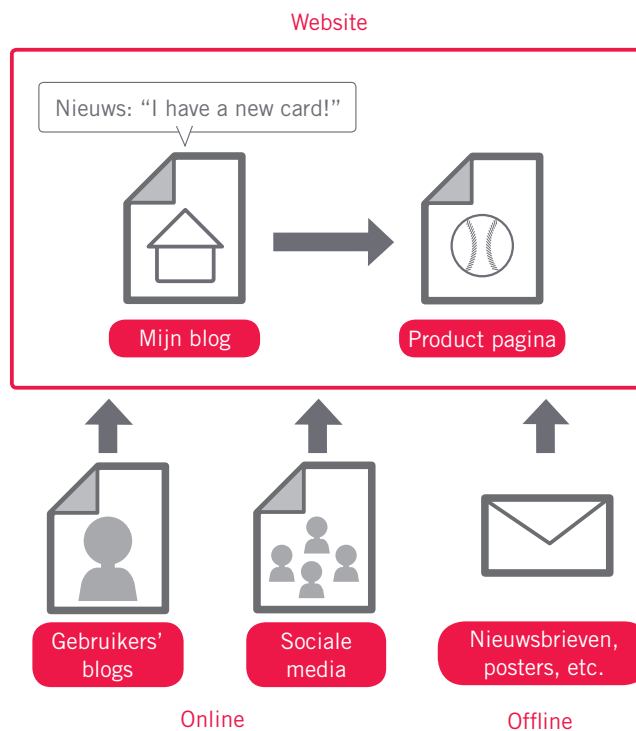 Website
Nieuws: “I have a new card!”
Mijn blog
Product pagina
Gebruikers’
blogs
Sociale
media
Nieuwsbrieven,
posters, etc.
Online
Offline